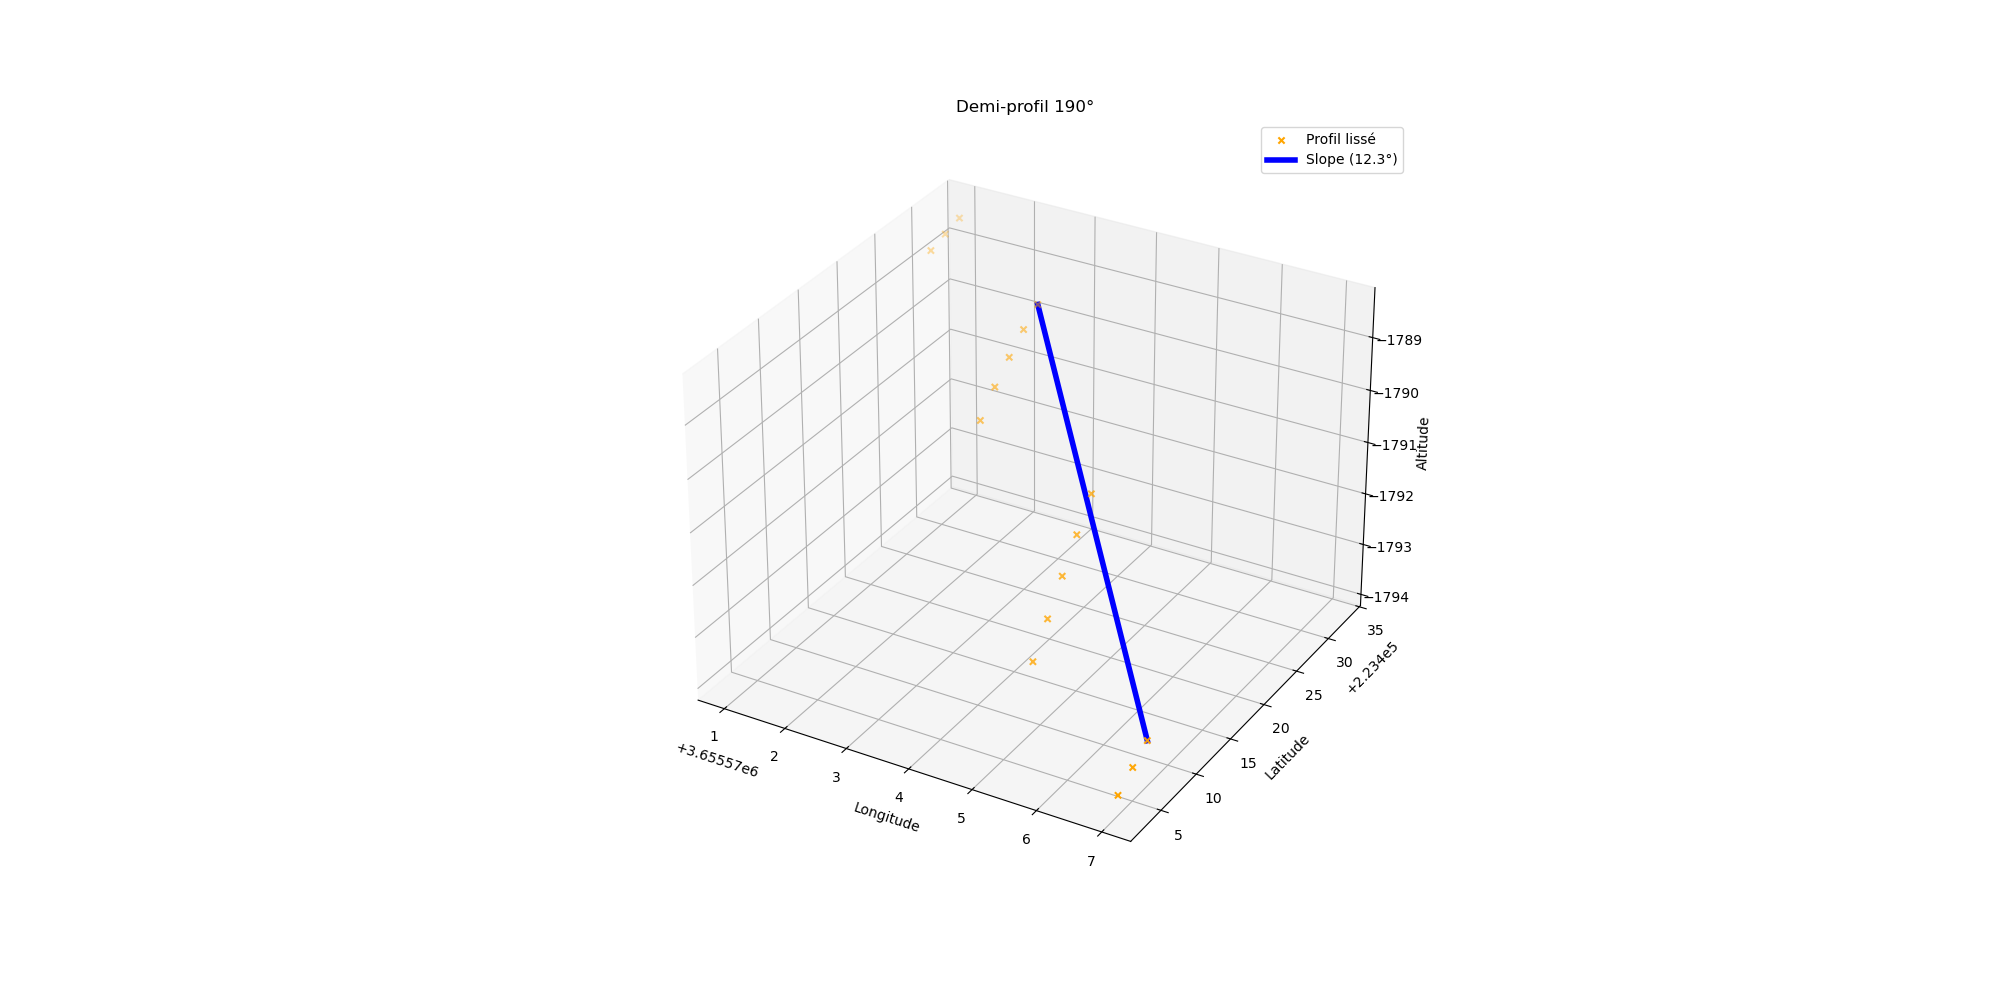 Demi-profil 190°
Profil lissé
Slope (12.3°)
−1789
−1790
−1791
−1792
−1793
−1794
Altitude
35
30
25
20
15
10
5
+2.234e5
Latitude
1
2
3
4
5
6
7
+3.65557e6
Longitude